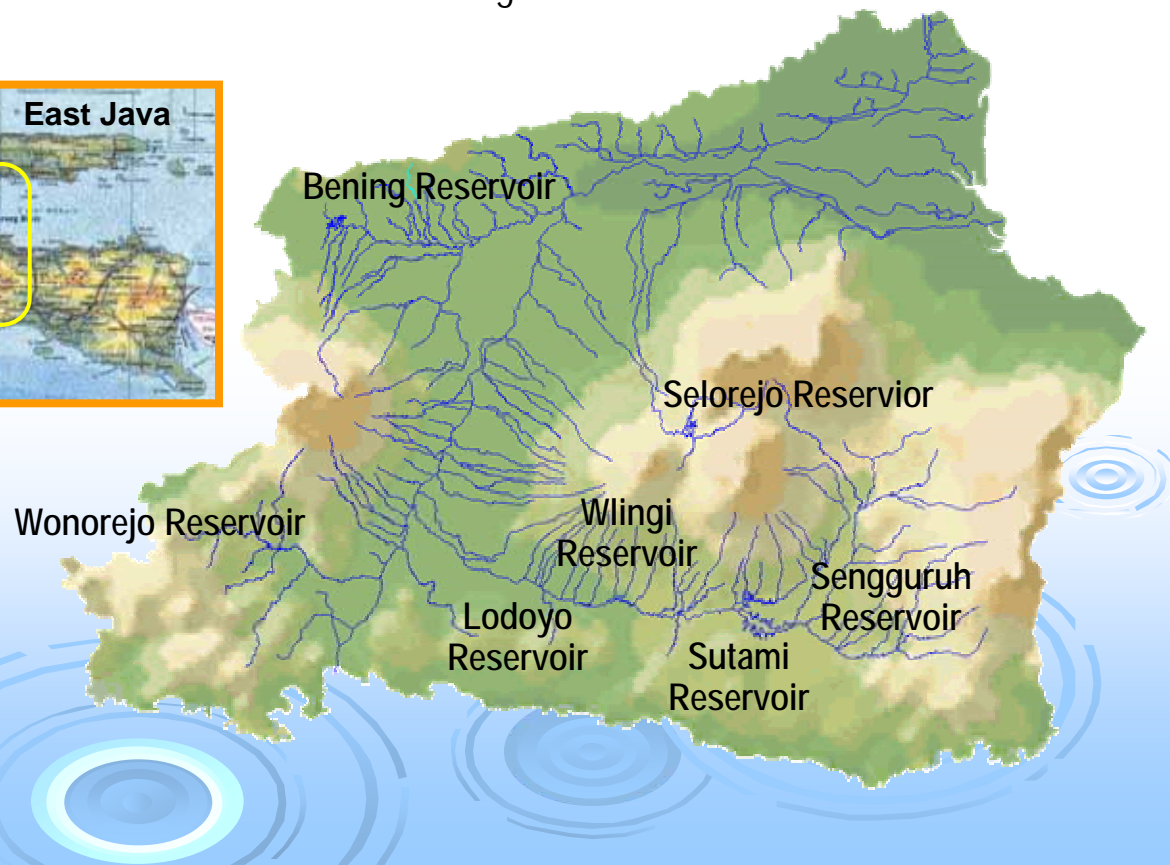 East Java
Bening Reservoir
Selorejo Reservior
Wonorejo Reservoir
Wlingi
Reservoir
Sengguruh
Reservoir
Lodoyo
Reservoir
Sutami
Reservoir